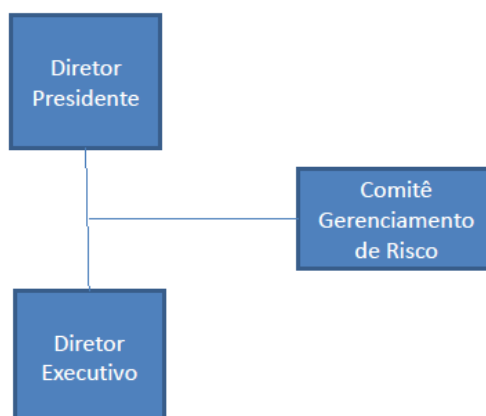 Diretor
Presidente
Comitê
Gerenciamento
de Risco
Diretor
Executivo